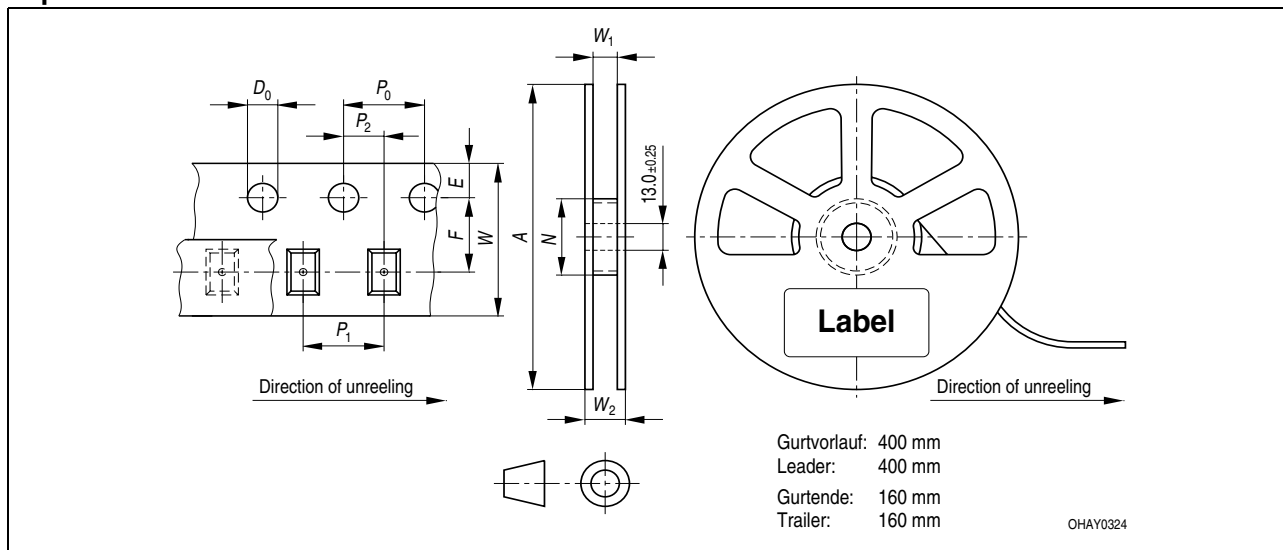 W1
D0
P0
P2
E
F
W
A
N
13.0±0.25
P1
Label
Direction of unreeling
W2
Direction of unreeling
Gurtvorlauf: 400 mm
Leader: 400 mm
Gurtende: 160 mm
Trailer: 160 mm
OHAY0324